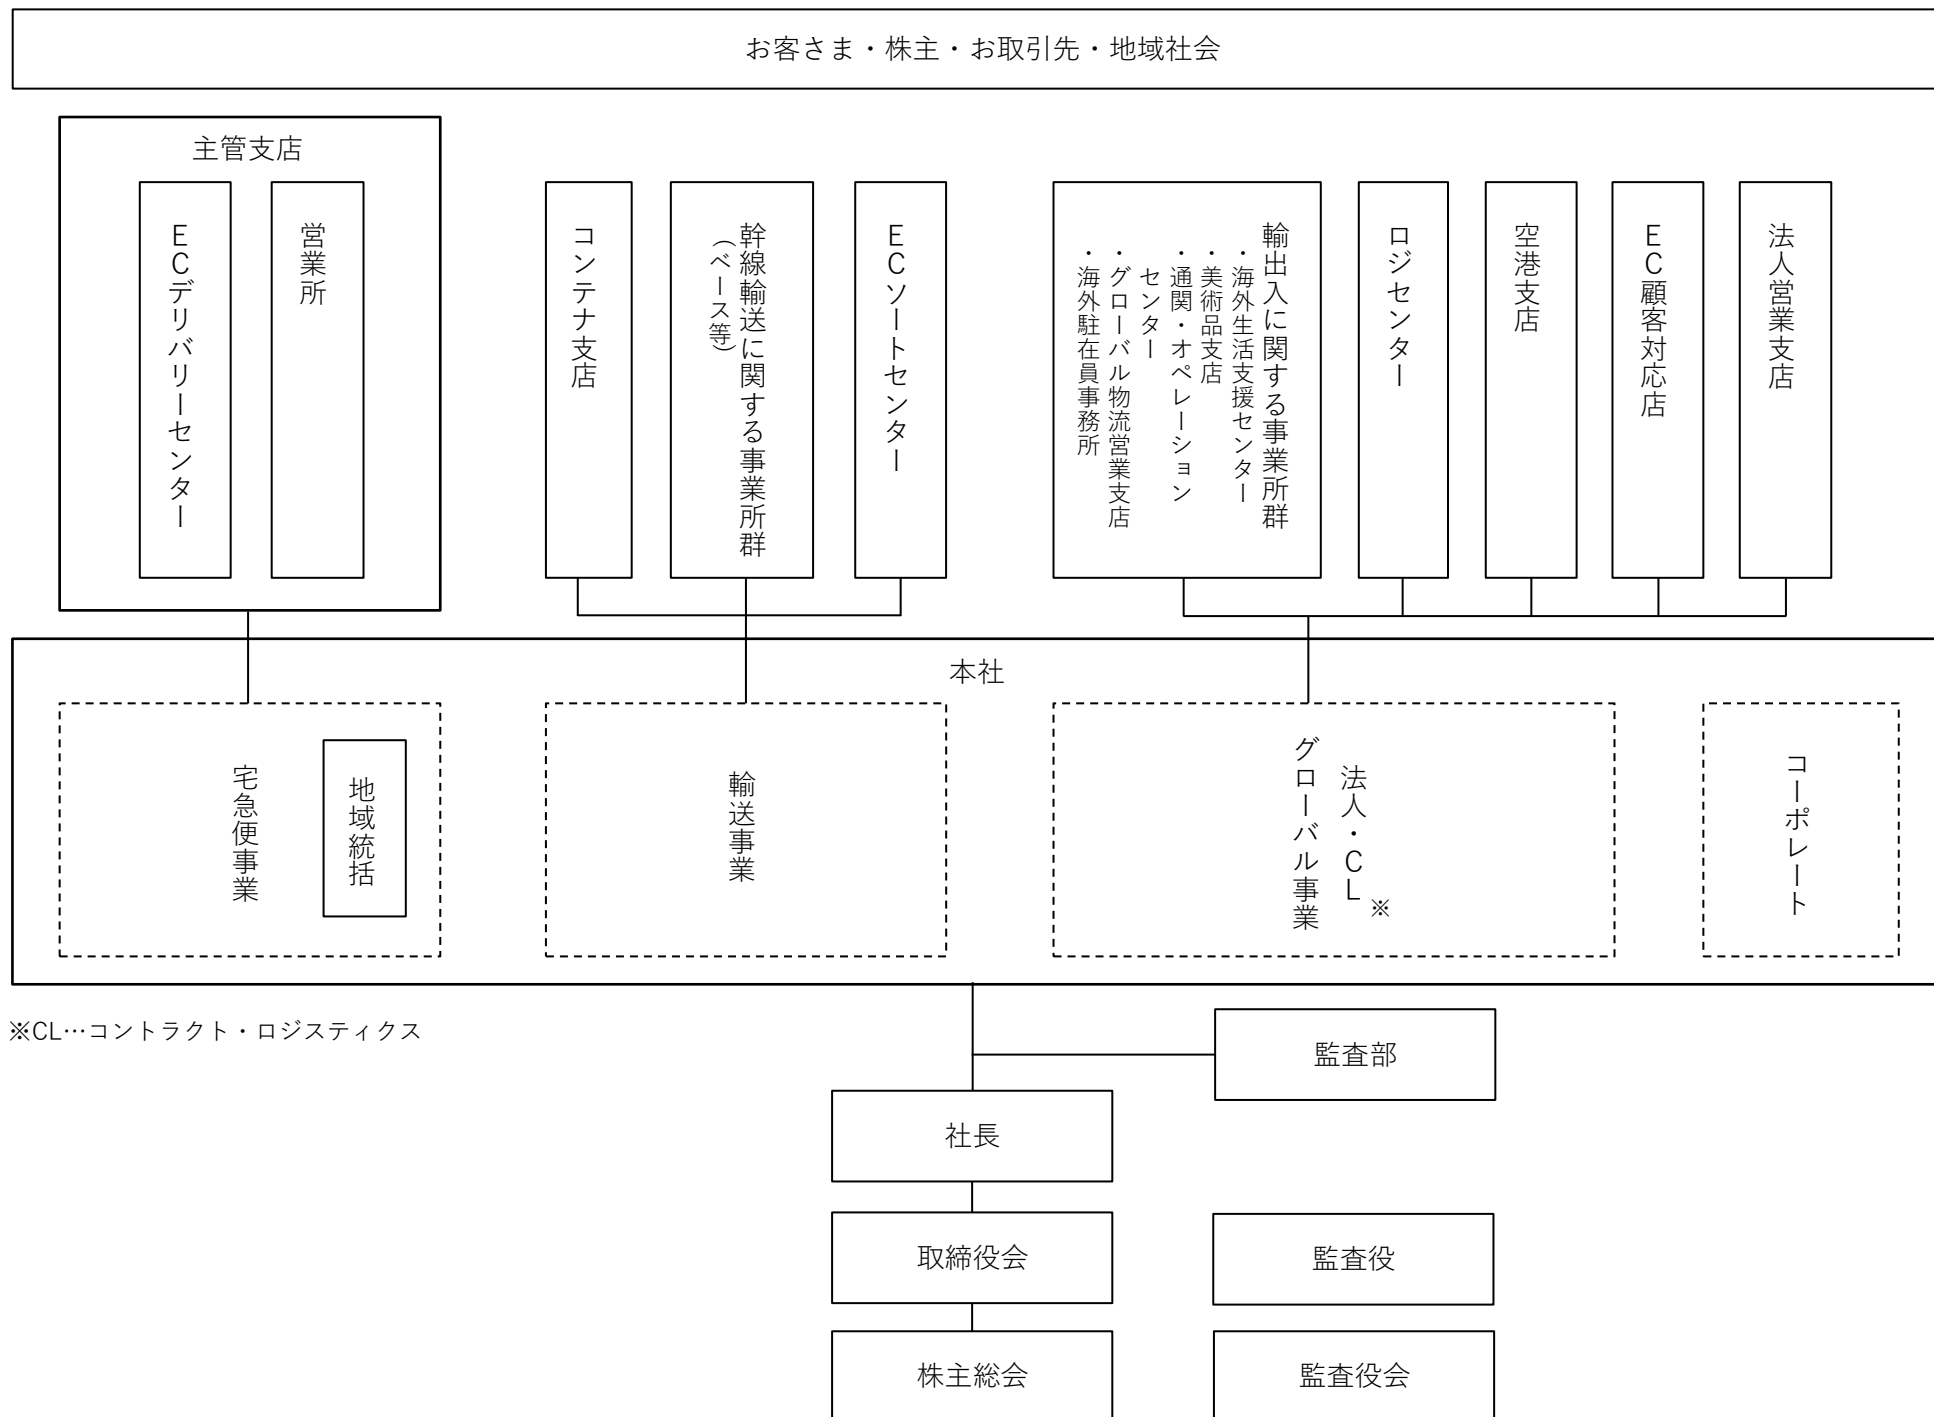 お客さま・株主・お取引先・地域社会
主管支店
ECデリバリーセンター
営業所
コンテナ支店
幹線輸送に関する事業所群
（ベース等）
ECソートセンター
輸出入に関する事業所群
・海外生活支援センター
・美術品支店
・通関・オペレーション
センター
・グローバル物流営業支店
・海外駐在員事務所
ロジセンター
空港支店
EC顧客対応店
法人営業支店
本社
宅急便事業
地域統括
輸送事業
法人・CL※
グローバル事業
コーポレート
※CL…コントラクト・ロジスティクス
監査部
社長
取締役会
監査役
株主総会
監査役会